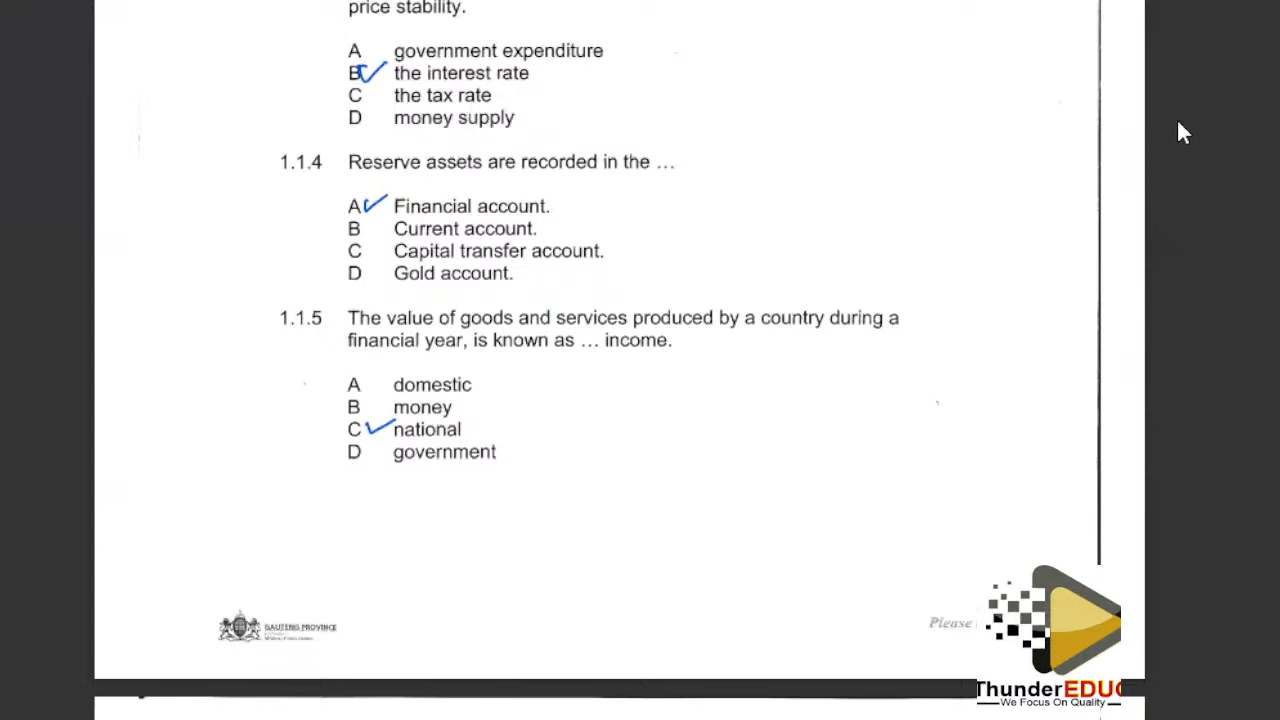 price stability.
A government expenditure
B the interest rate
C the tax rate
D money supply
1.1.4 Reserve assets are recorded in the …
A Financial account.
B Current account.
C Capital transfer account.
D Gold account.
1.1.5 The value of goods and services produced by a country during a
financial year, is known as … income.
A domestic
B money
C national
D government
GAUTENG PROVINCE
Please
ThunderEDUC
We Focus On Quality